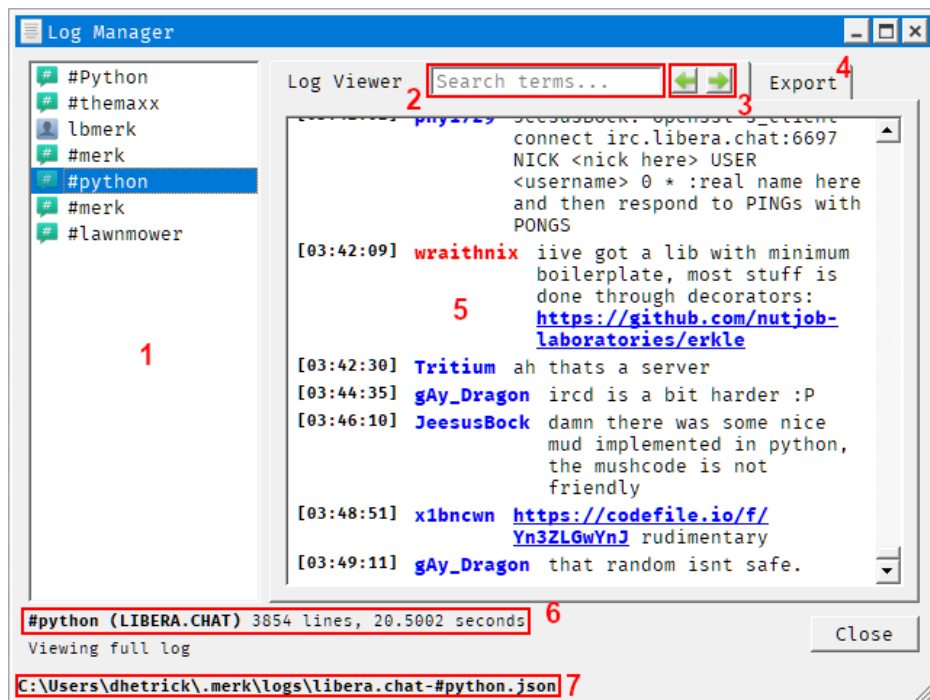 Log Manager
#Python
#themaxx
lbmerk
#merk
#python
#merk
#lawnmower
1
Log Viewer
2
Search terms...
3
Export
4
connect irc.libera.chat:6697
NICK <nick here> USER
<username> 0 * :real name here
and then respond to PINGs with
PONGS
[03:42:09] wraithnix iive got a lib with minimum
boilerplate, most stuff is
done through decorators:
https://github.com/nutjob-
laboratories/erkle
5
[03:42:30] Tritium ah thats a server
[03:44:35] gAy_Dragon ircd is a bit harder :P
[03:46:10] JeesusBock damn there was some nice
mud implemented in python,
the mushcode is not
friendly
[03:48:51] x1bncwn https://codefile.io/f/
Yn3ZLGwYnJ rudimentary
[03:49:11] gAy_Dragon that random isnt safe.
#python (LIBERA.CHAT) 3854 lines, 20.5002 seconds
6
Viewing full log
Close
C:\Users\dhetrick\.merk\logs\libera.chat-#python.json
7